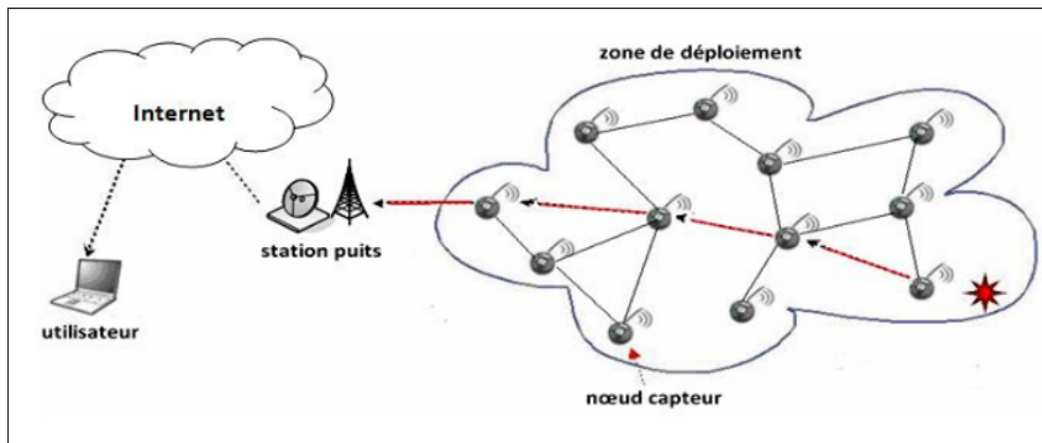 zone de déploiement
Internet
station puits
utilisateur
nœud capteur